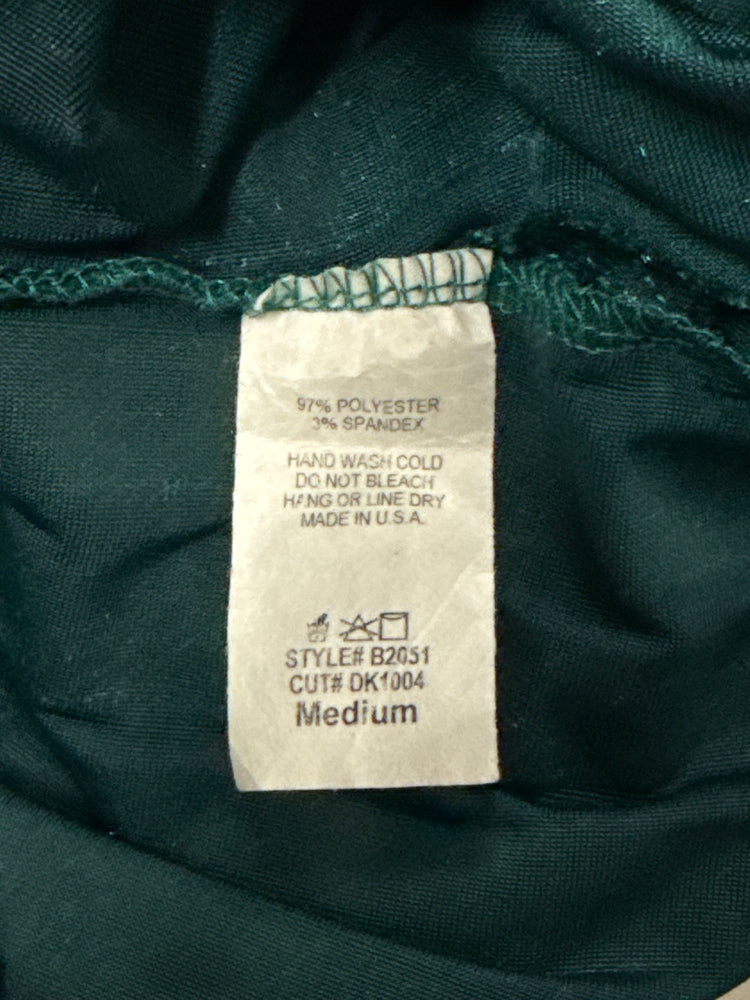 97% POLYESTER
3% SPANDEX
HAND WASH COLD
DO NOT BLEACH
HANG OR LINE DRY
MADE IN U.S.A.
STYLE# B2051
CUT# DK1004
Medium